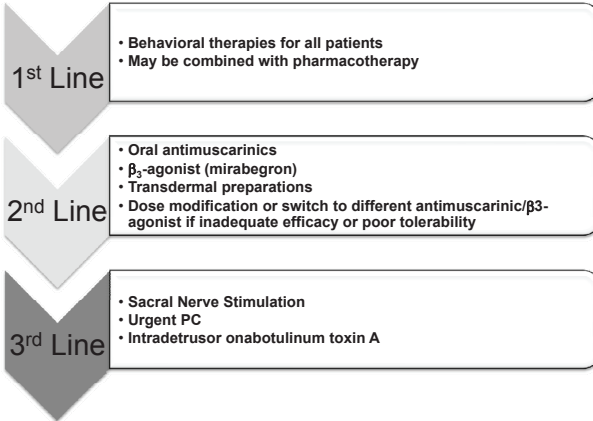 1st Line
• Behavioral therapies for all patients
• May be combined with pharmacotherapy
2nd Line
• Oral antimuscarinics
• β3-agonist (mirabegron)
• Transdermal preparations
• Dose modification or switch to different antimuscarinic/β3-
agonist if inadequate efficacy or poor tolerability
3rd Line
• Sacral Nerve Stimulation
• Urgent PC
• Intradetrusor onabotulinum toxin A